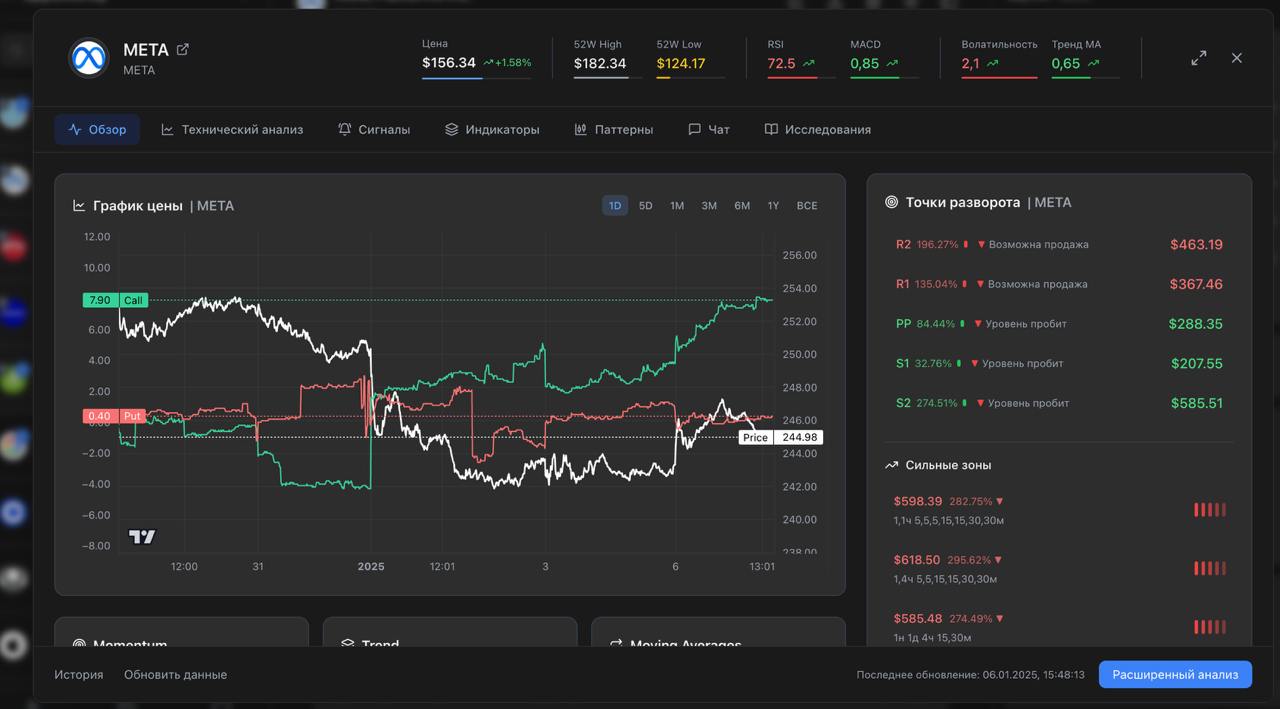 META
META
Цена
$156.34 +1.58%
52W High
$182.34
52W Low
$124.17
RSI
72.5
MACD
0,85
Волатильность
2,1
Тренд MA
0,65
Обзор
Технический анализ
Сигналы
Индикаторы
Паттерны
Чат
Исследования
График цены | META
1D 5D 1M 3M 6M 1Y ВСЕ
12.00
10.00
7.90 Call
6.00
4.00
2.00
0.40 Put
0.00
−2.00
−4.00
−6.00
−8.00
256.00
254.00
252.00
250.00
248.00
246.00
Price 244.98
244.00
242.00
240.00
238.00
12:00 31 2025 12:01 3 6 13:01
Точки разворота | META
R2 196.27% ▼ Возможна продажа $463.19
R1 135.04% ▼ Возможна продажа $367.46
PP 84.44% ▼ Уровень пробит $288.35
S1 32.76% ▼ Уровень пробит $207.55
S2 274.51% ▼ Уровень пробит $585.51
Сильные зоны
$598.39 282.75% ▼
1,1ч 5,5,5,15,15,30,30м
$618.50 295.62% ▼
1,4ч 5,5,15,15,30,30м
$585.48 274.49% ▼
1н 1д 4ч 15,30м
Momentum
Trend
Moving Averages
История
Обновить данные
Последнее обновление: 06.01.2025, 15:48:13
Расширенный анализ